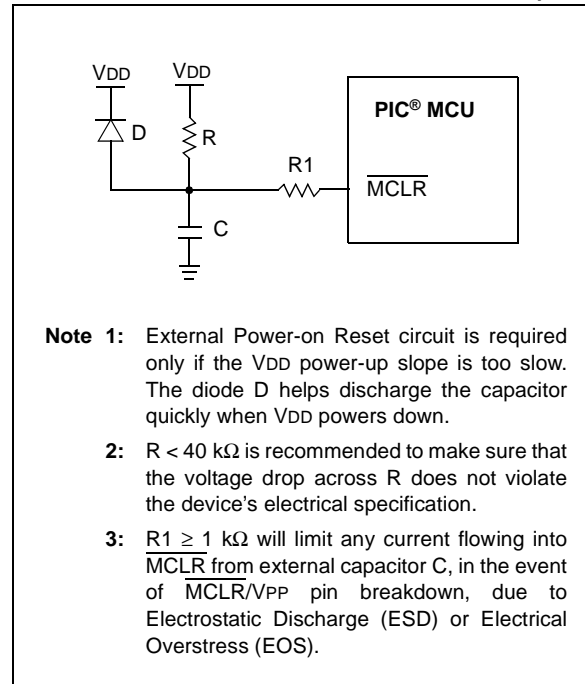 VDD VDD
D
R
R1
C
PIC® MCU
MCLR
Note 1: External Power-on Reset circuit is required
only if the VDD power-up slope is too slow.
The diode D helps discharge the capacitor
quickly when VDD powers down.
2: R < 40 kΩ is recommended to make sure that
the voltage drop across R does not violate
the device's electrical specification.
3: R1 ≥ 1 kΩ will limit any current flowing into
MCLR from external capacitor C, in the event
of MCLR/VPP pin breakdown, due to
Electrostatic Discharge (ESD) or Electrical
Overstress (EOS).